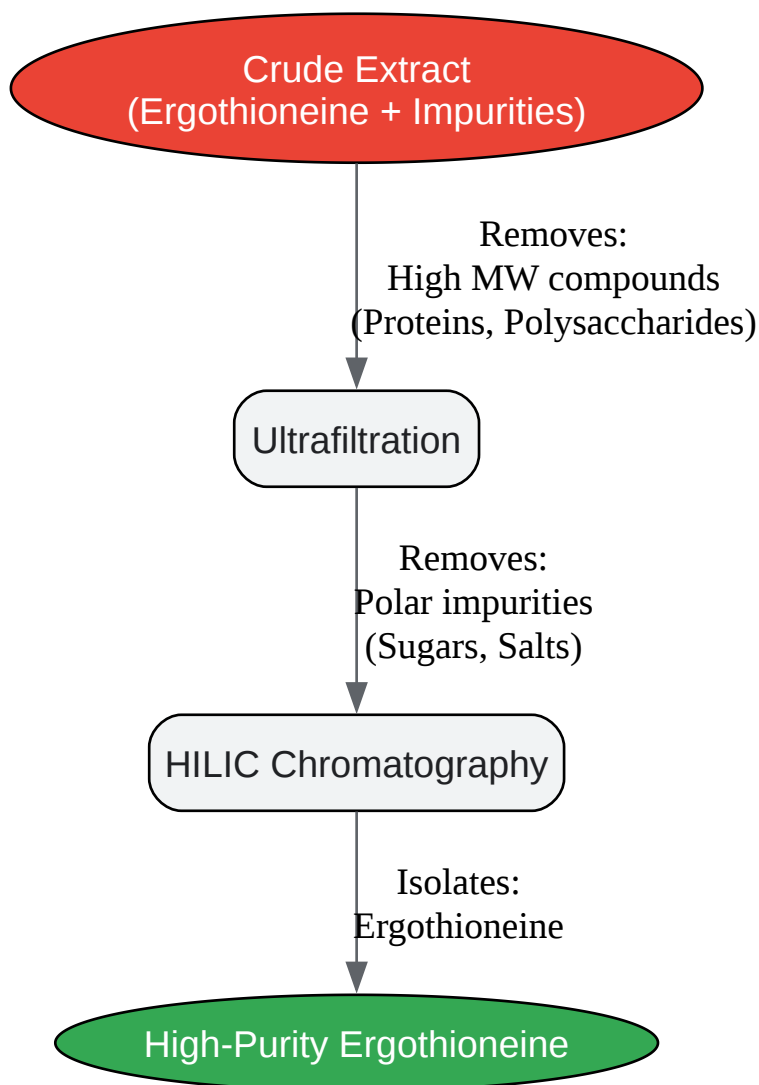 Crude Extract
(Ergothioneine + Impurities)
Removes:
High MW compounds
(Proteins, Polysaccharides)
Ultrafiltration
Removes:
Polar impurities
(Sugars, Salts)
HILIC Chromatography
Isolates:
Ergothioneine
High-Purity Ergothioneine